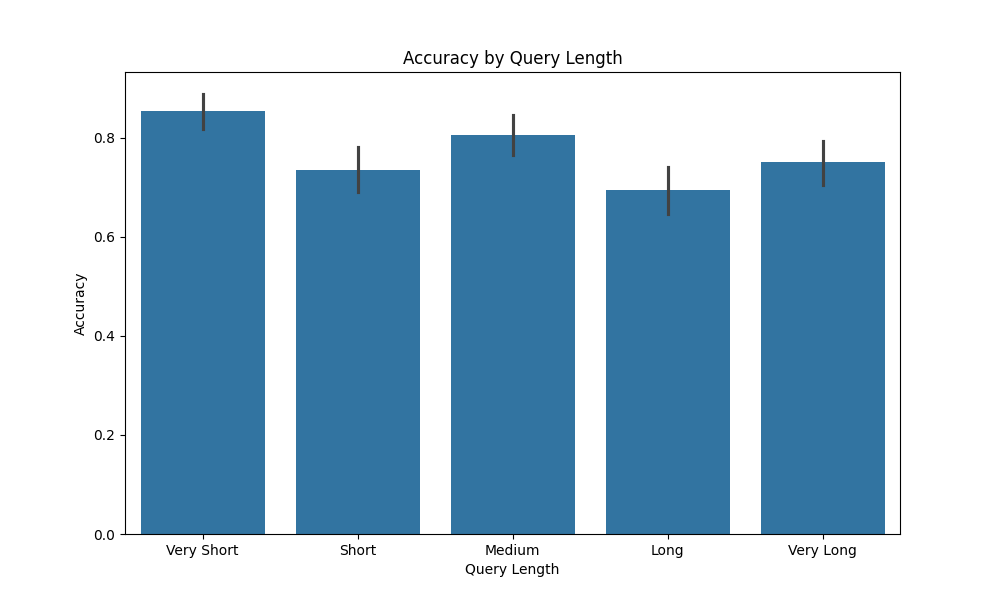 Accuracy by Query Length
Accuracy
0.8
0.6
0.4
0.2
0.0
Very Short Short Medium Long Very Long
Query Length